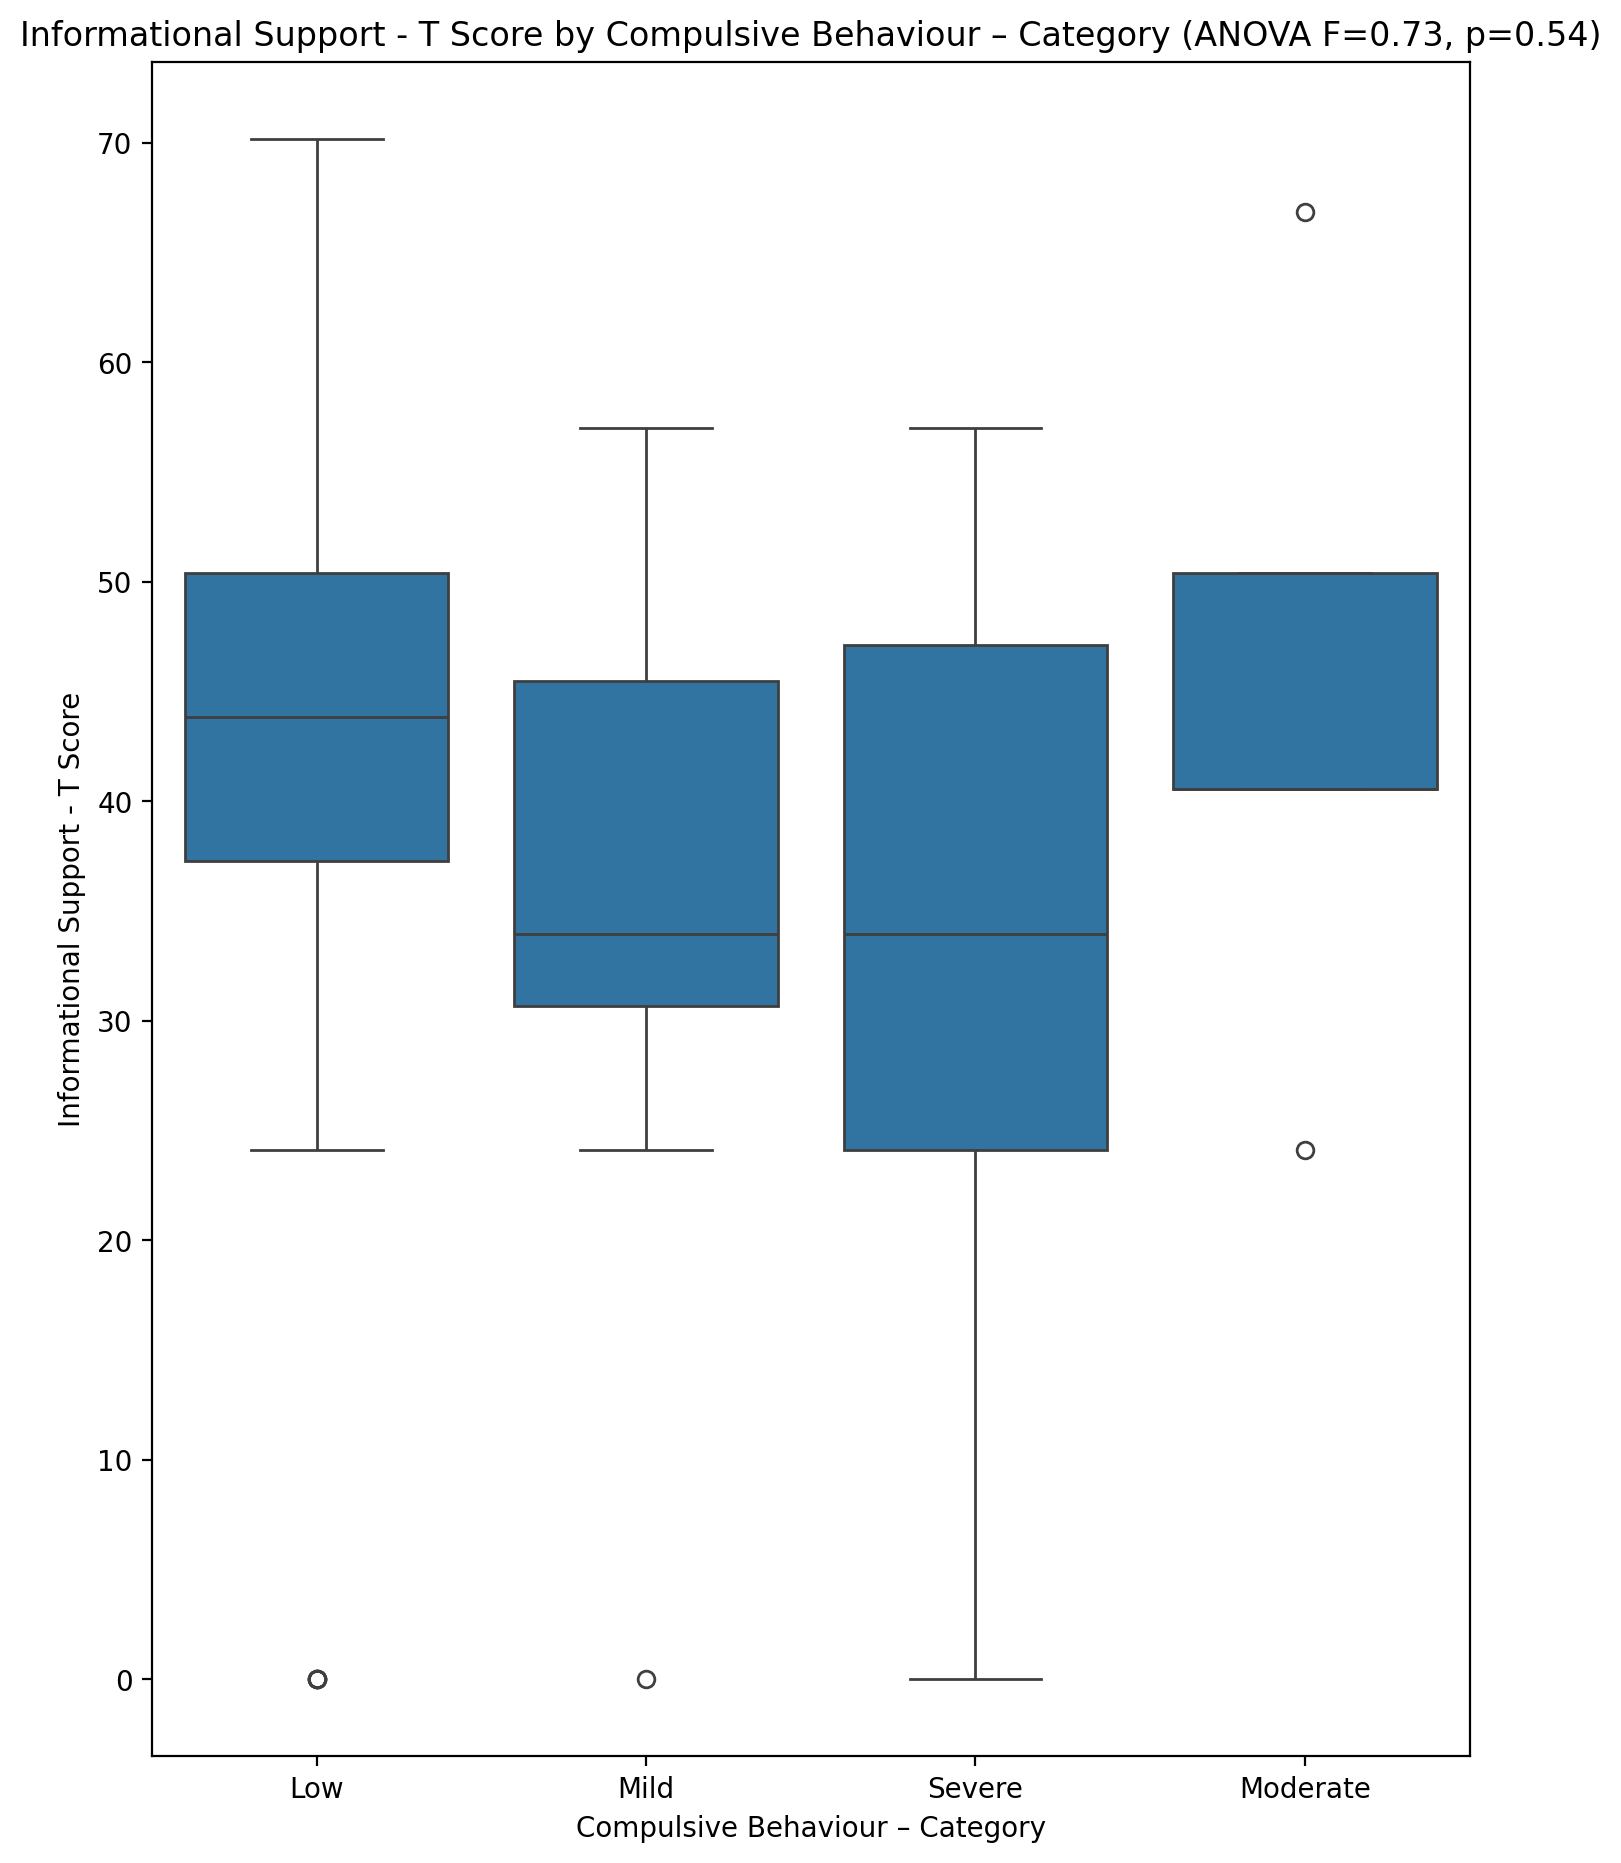 Informational Support - T Score by Compulsive Behaviour – Category (ANOVA F=0.73, p=0.54)
Informational Support - T Score
70
60
50
40
30
20
10
0
Low Mild Severe Moderate
Compulsive Behaviour – Category